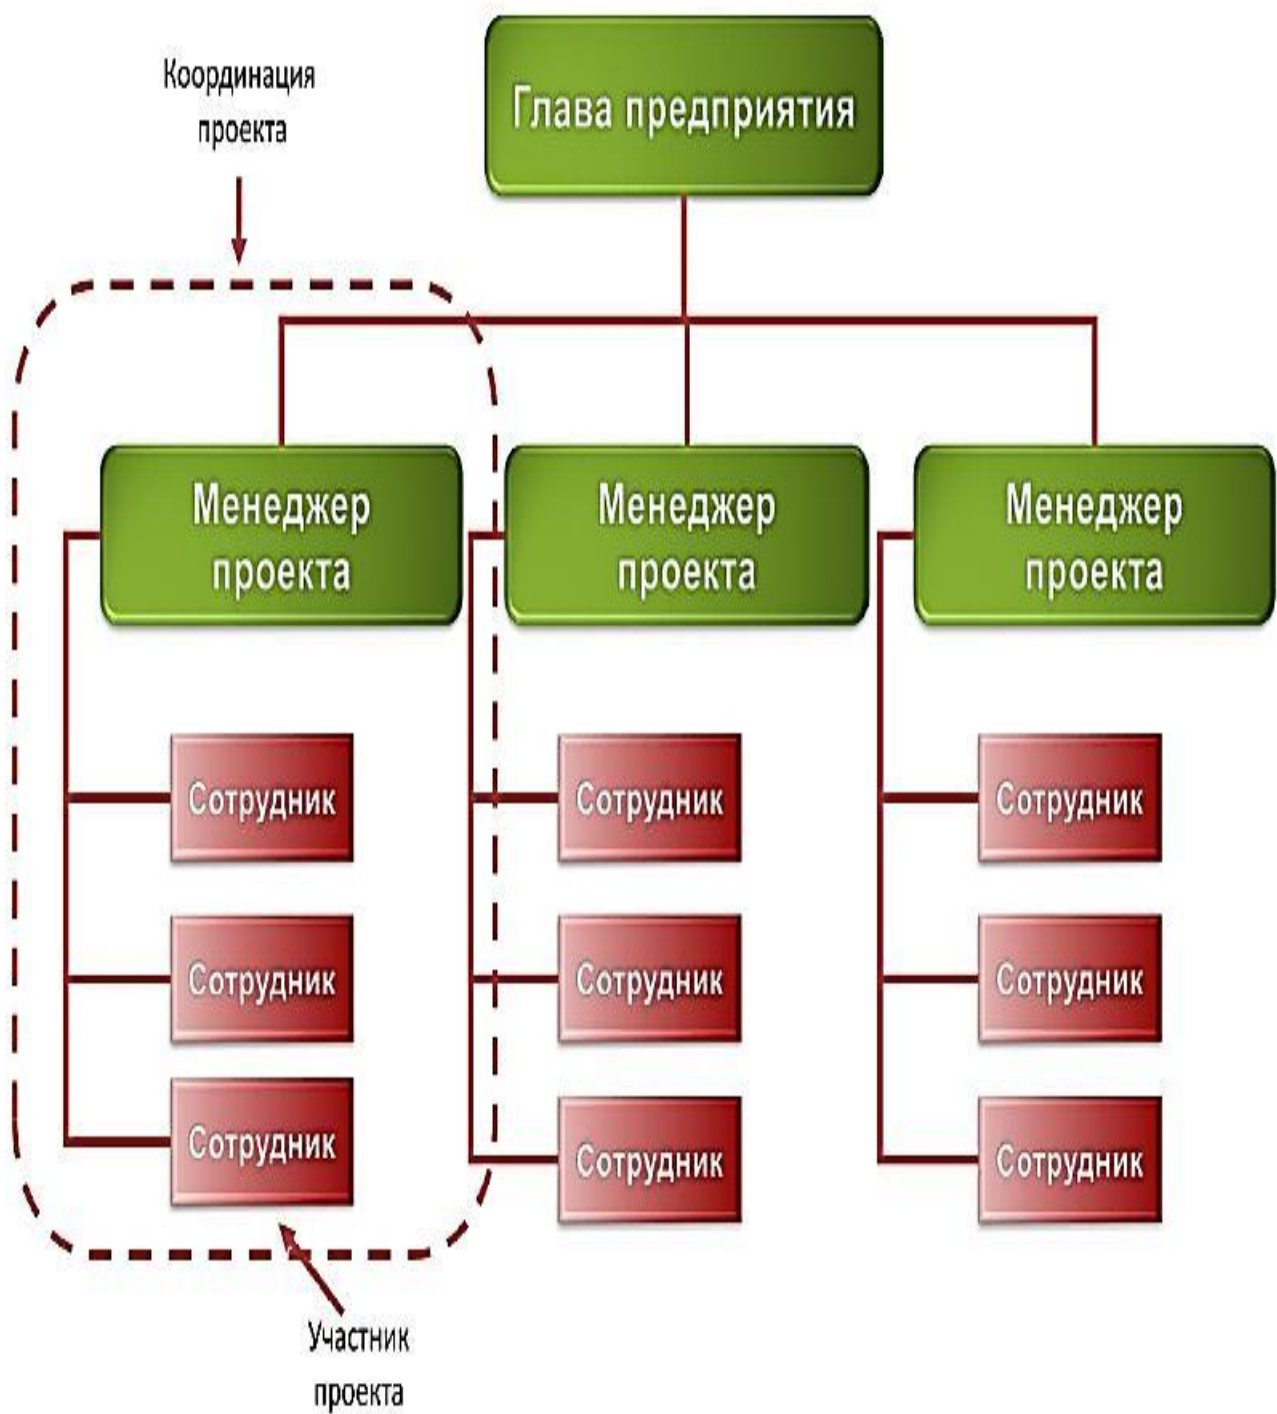 Координация
проекта
Глава предприятия
Менеджер
проекта
Менеджер
проекта
Менеджер
проекта
Сотрудник
Сотрудник
Сотрудник
Сотрудник
Сотрудник
Сотрудник
Сотрудник
Сотрудник
Сотрудник
Участник
проекта